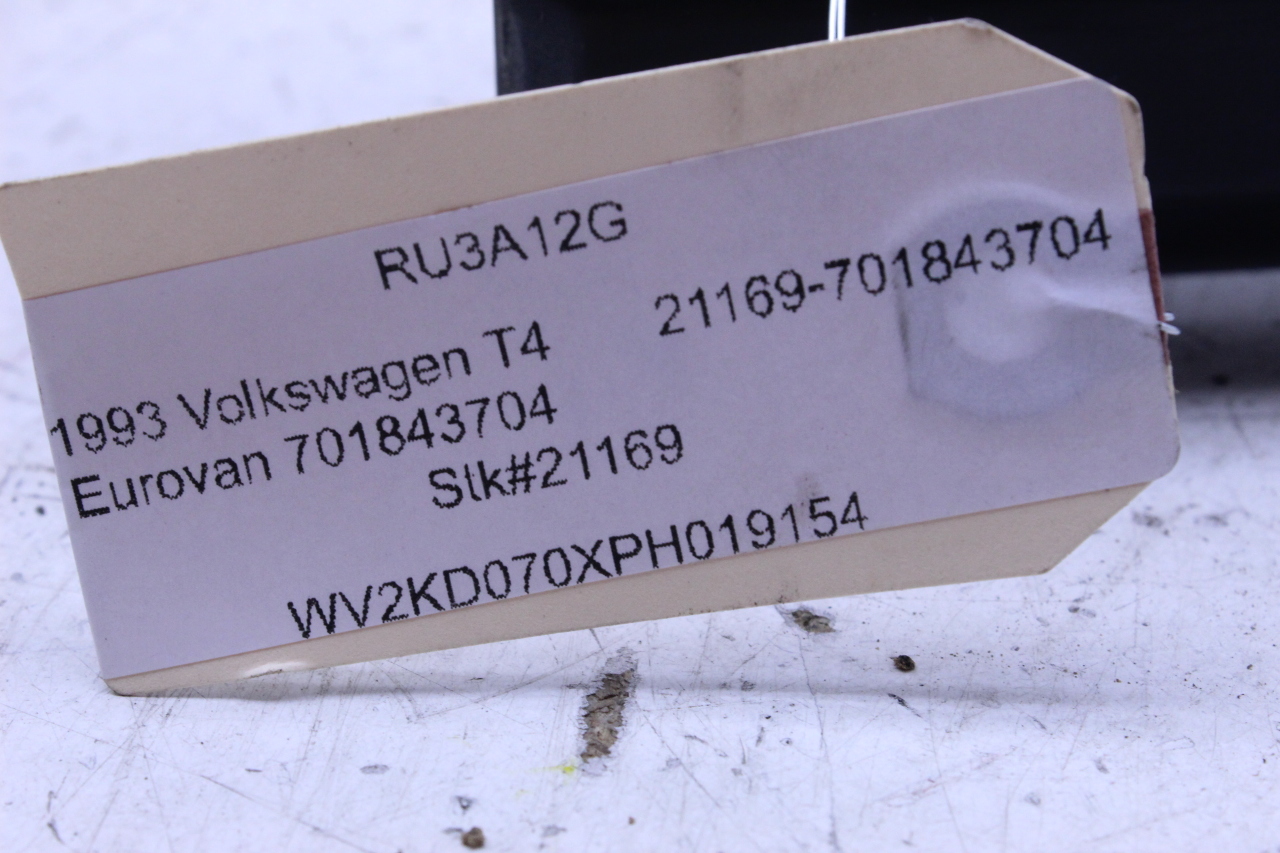 RU3A12G
21169-701843704
1993 Volkswagen T4
Eurovan 701843704
Stk#21169
WV2KD070XPH019154